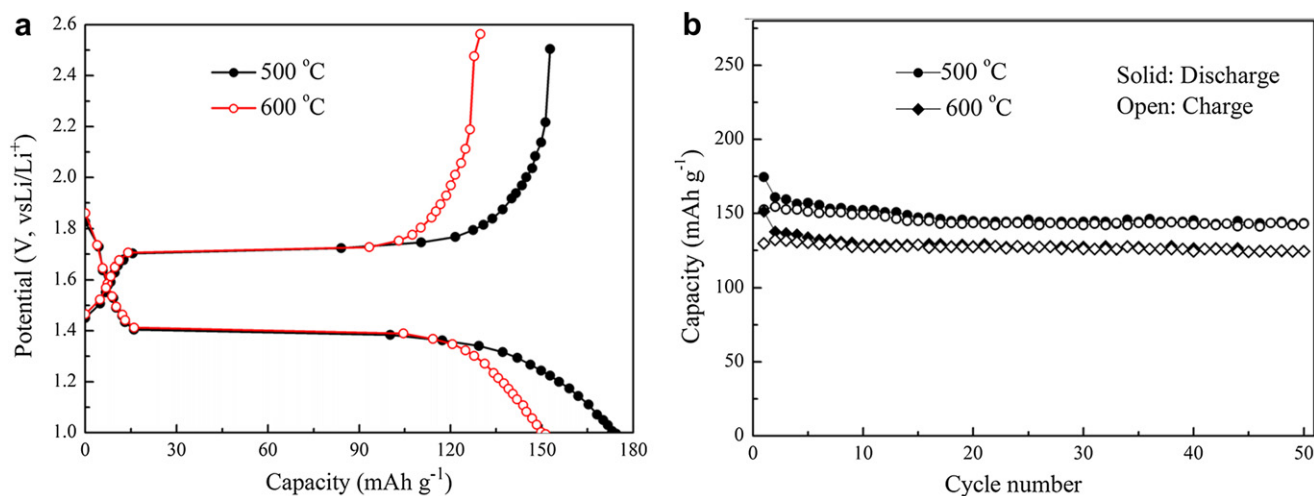 a
Potential (V, vsLi/Li⁺)
2.6
2.4
2.2
2.0
1.8
1.6
1.4
1.2
1.0
500 °C
600 °C
0 30 60 90 120 150 180
Capacity (mAh g⁻¹)
b
Capacity (mAh g⁻¹)
250
200
150
100
50
0
500 °C
600 °C
Solid: Discharge
Open: Charge
0 10 20 30 40 50
Cycle number